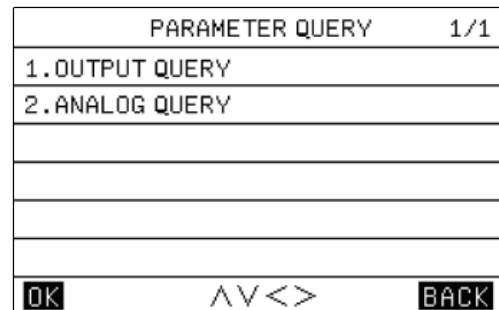 PARAMETER QUERY 1/1
1.OUTPUT QUERY
2.ANALOG QUERY
OK ∧∨<> BACK